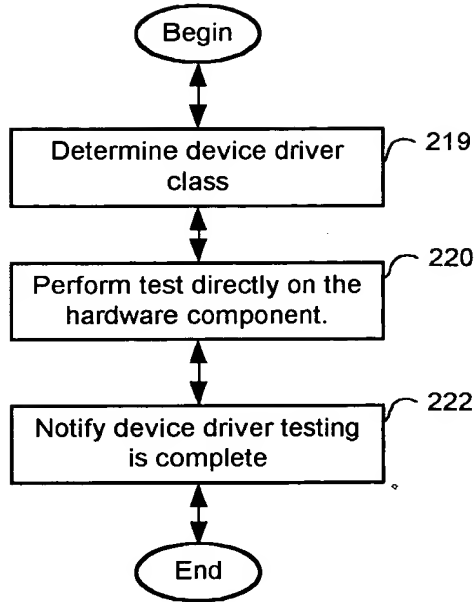 Begin
Determine device driver
class
219
Perform test directly on the
hardware component.
220
Notify device driver testing
is complete
222
End